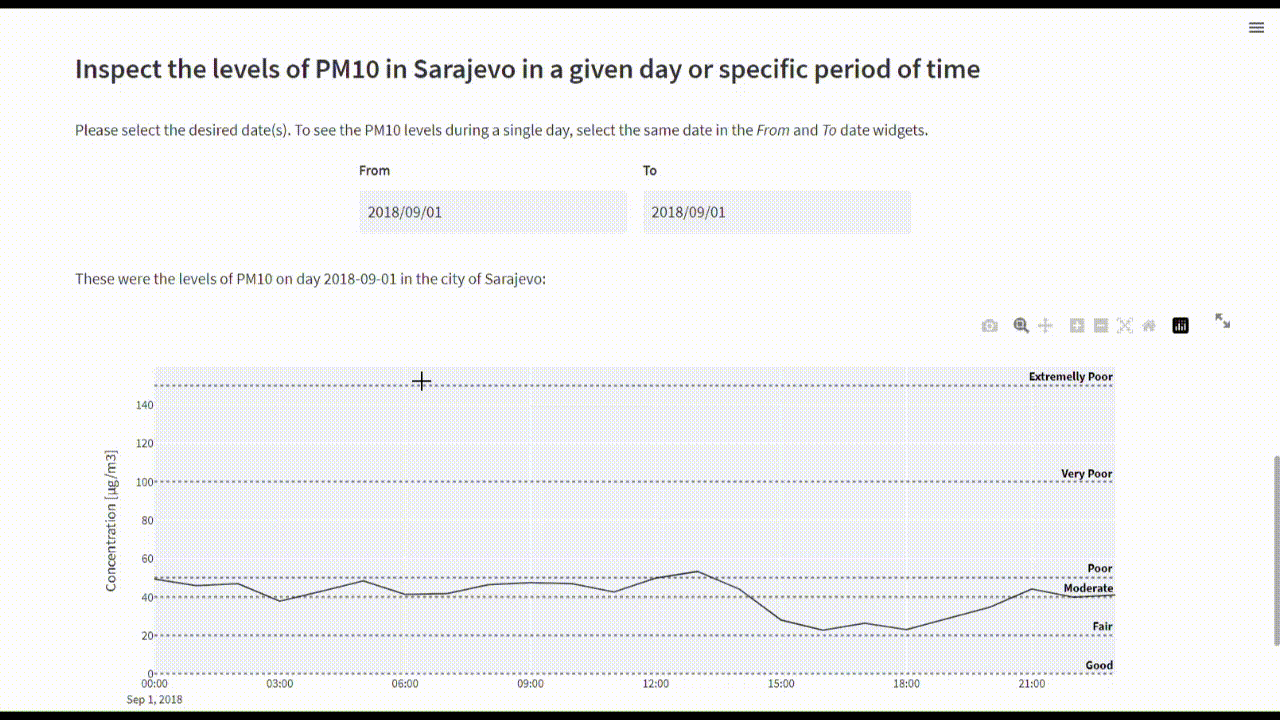 Inspect the levels of PM10 in Sarajevo in a given day or specific period of time
Please select the desired date(s). To see the PM10 levels during a single day, select the same date in the From and To date widgets.
From To
2018/09/01 2018/09/01
These were the levels of PM10 on day 2018-09-01 in the city of Sarajevo:
Extremelly Poor
140
120
Very Poor
100
80
60
Poor
Moderate
40
Fair
20
Good
0
00:00 03:00 06:00 09:00 12:00 15:00 18:00 21:00
Sep 1, 2018
Concentration [µg/m3]